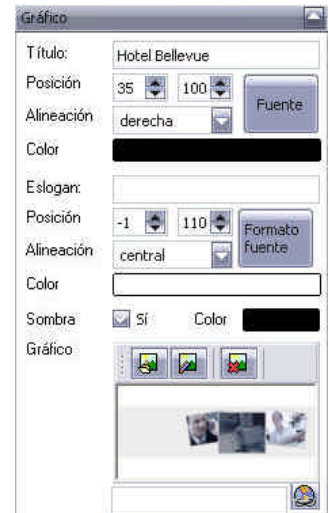 Gráfico
Título: Hotel Bellevue
Posición 35 100
Fuente
Alineación derecha
Color
Eslogan:
Posición -1 110
Formato fuente
Alineación central
Color
Sombra Sí Color
Gráfico